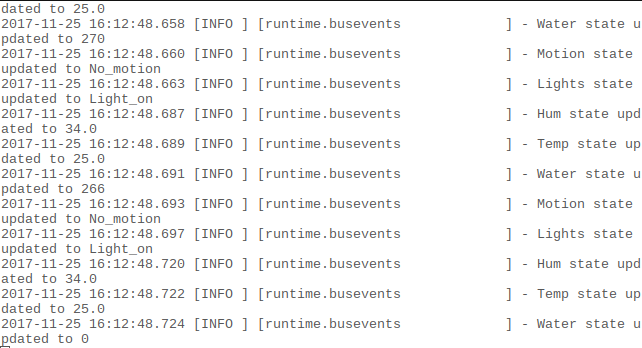 dated to 25.0
2017-11-25 16:12:48.658 [INFO ] [runtime.busevents             ] - Water state u
pdated to 270
2017-11-25 16:12:48.660 [INFO ] [runtime.busevents             ] - Motion state
updated to No_motion
2017-11-25 16:12:48.663 [INFO ] [runtime.busevents             ] - Lights state
updated to Light_on
2017-11-25 16:12:48.687 [INFO ] [runtime.busevents             ] - Hum state upd
ated to 34.0
2017-11-25 16:12:48.689 [INFO ] [runtime.busevents             ] - Temp state up
dated to 25.0
2017-11-25 16:12:48.691 [INFO ] [runtime.busevents             ] - Water state u
pdated to 266
2017-11-25 16:12:48.693 [INFO ] [runtime.busevents             ] - Motion state
updated to No_motion
2017-11-25 16:12:48.697 [INFO ] [runtime.busevents             ] - Lights state
updated to Light_on
2017-11-25 16:12:48.720 [INFO ] [runtime.busevents             ] - Hum state upd
ated to 34.0
2017-11-25 16:12:48.722 [INFO ] [runtime.busevents             ] - Temp state up
dated to 25.0
2017-11-25 16:12:48.724 [INFO ] [runtime.busevents             ] - Water state u
pdated to 0